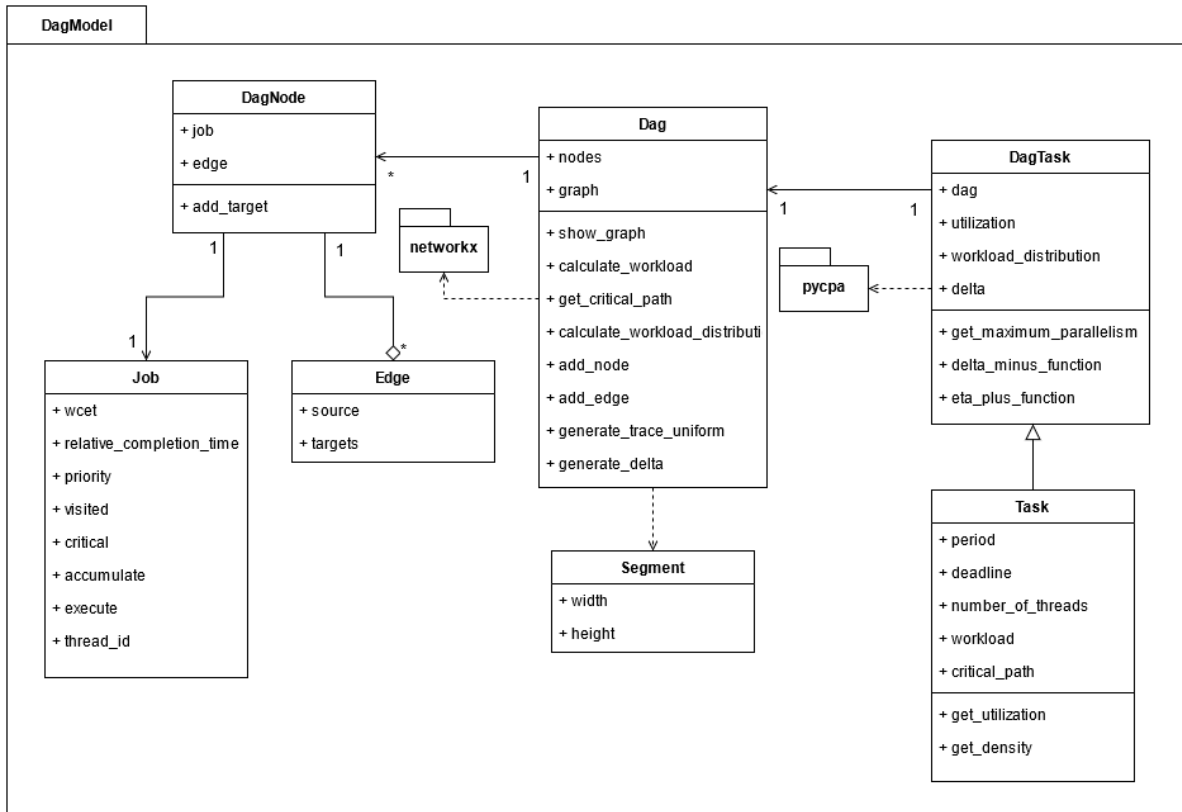 DagModel
DagNode
+ job
+ edge
+ add_target
1
1
*
1
Dag
+ nodes
+ graph
+ show_graph
+ calculate_workload
+ get_critical_path
+ calculate_workload_distributi
+ add_node
+ add_edge
+ generate_trace_uniform
+ generate_delta
networkx
1
1
DagTask
+ dag
+ utilization
+ workload_distribution
+ delta
+ get_maximum_parallelism
+ delta_minus_function
+ eta_plus_function
pycpa
1
*
Job
+ wcet
+ relative_completion_time
+ priority
+ visited
+ critical
+ accumulate
+ execute
+ thread_id
Edge
+ source
+ targets
Segment
+ width
+ height
Task
+ period
+ deadline
+ number_of_threads
+ workload
+ critical_path
+ get_utilization
+ get_density